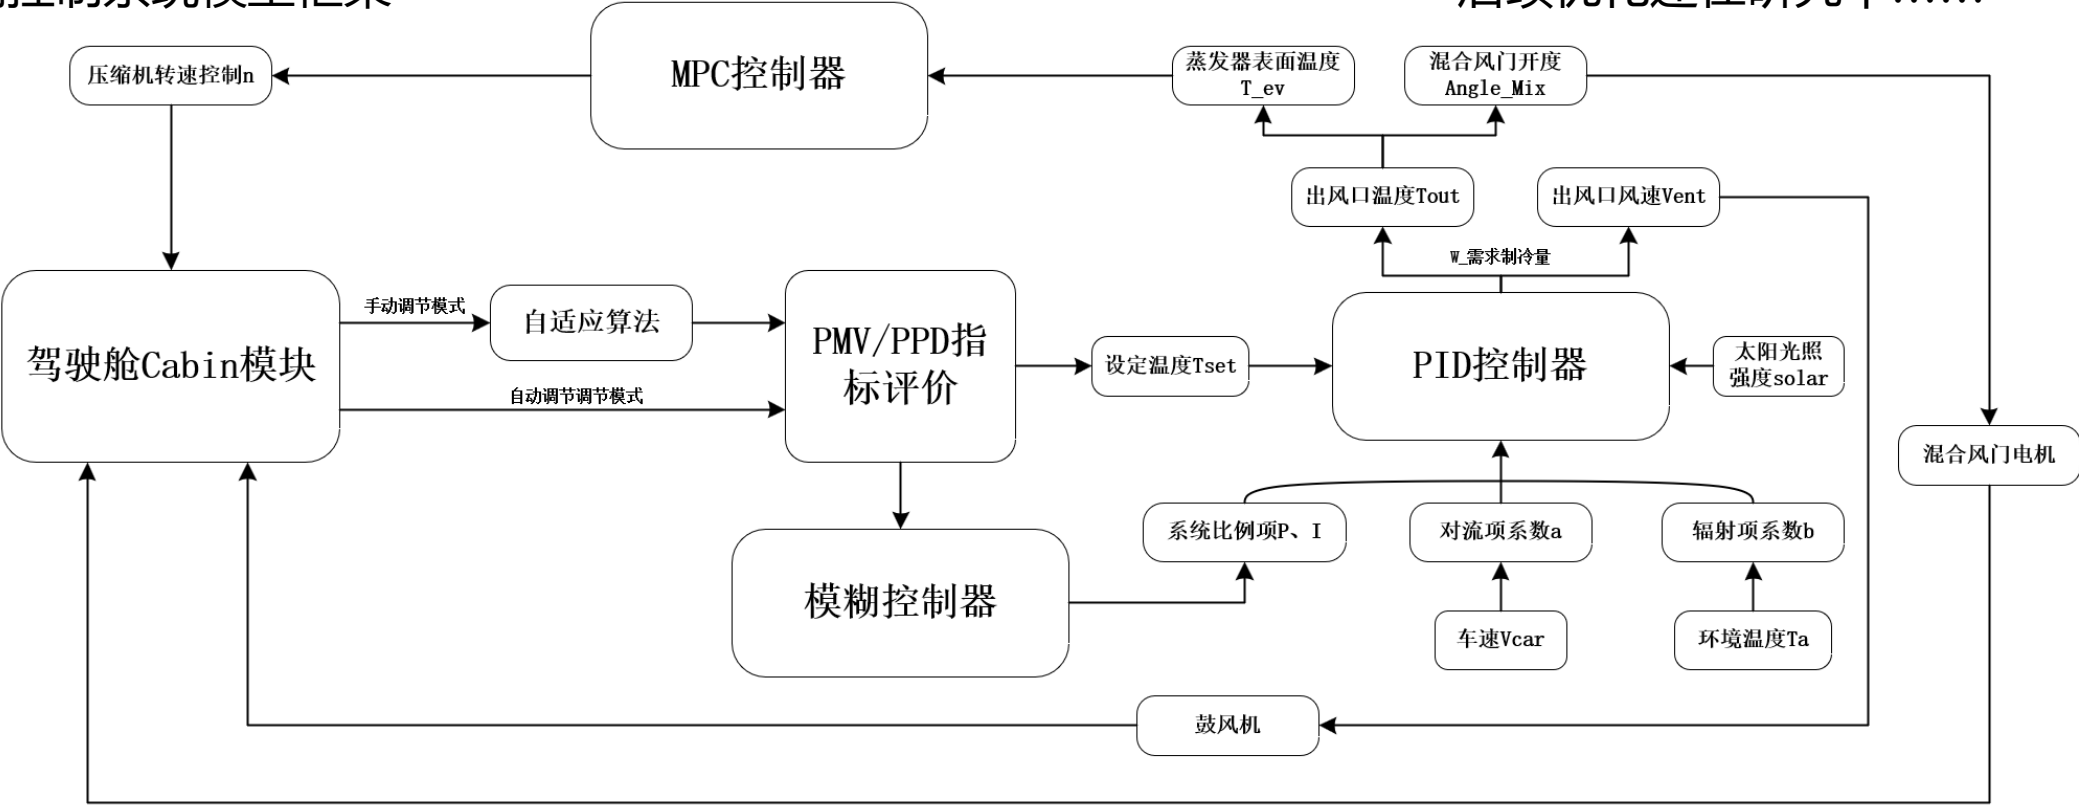 压缩机转速控制n
MPC控制器
蒸发器表面温度
T_ev
混合风门开度
Angle_Mix
出风口温度Tout
出风口风速Vent
W_需求制冷量
手动调节模式
自适应算法
驾驶舱Cabin模块
自动调节调节模式
PMV/PPD指
标评价
设定温度Tset
PID控制器
太阳光照
强度solar
混合风门电机
系统比例项P、I
对流项系数a
辐射项系数b
模糊控制器
车速Vcar
环境温度Ta
鼓风机